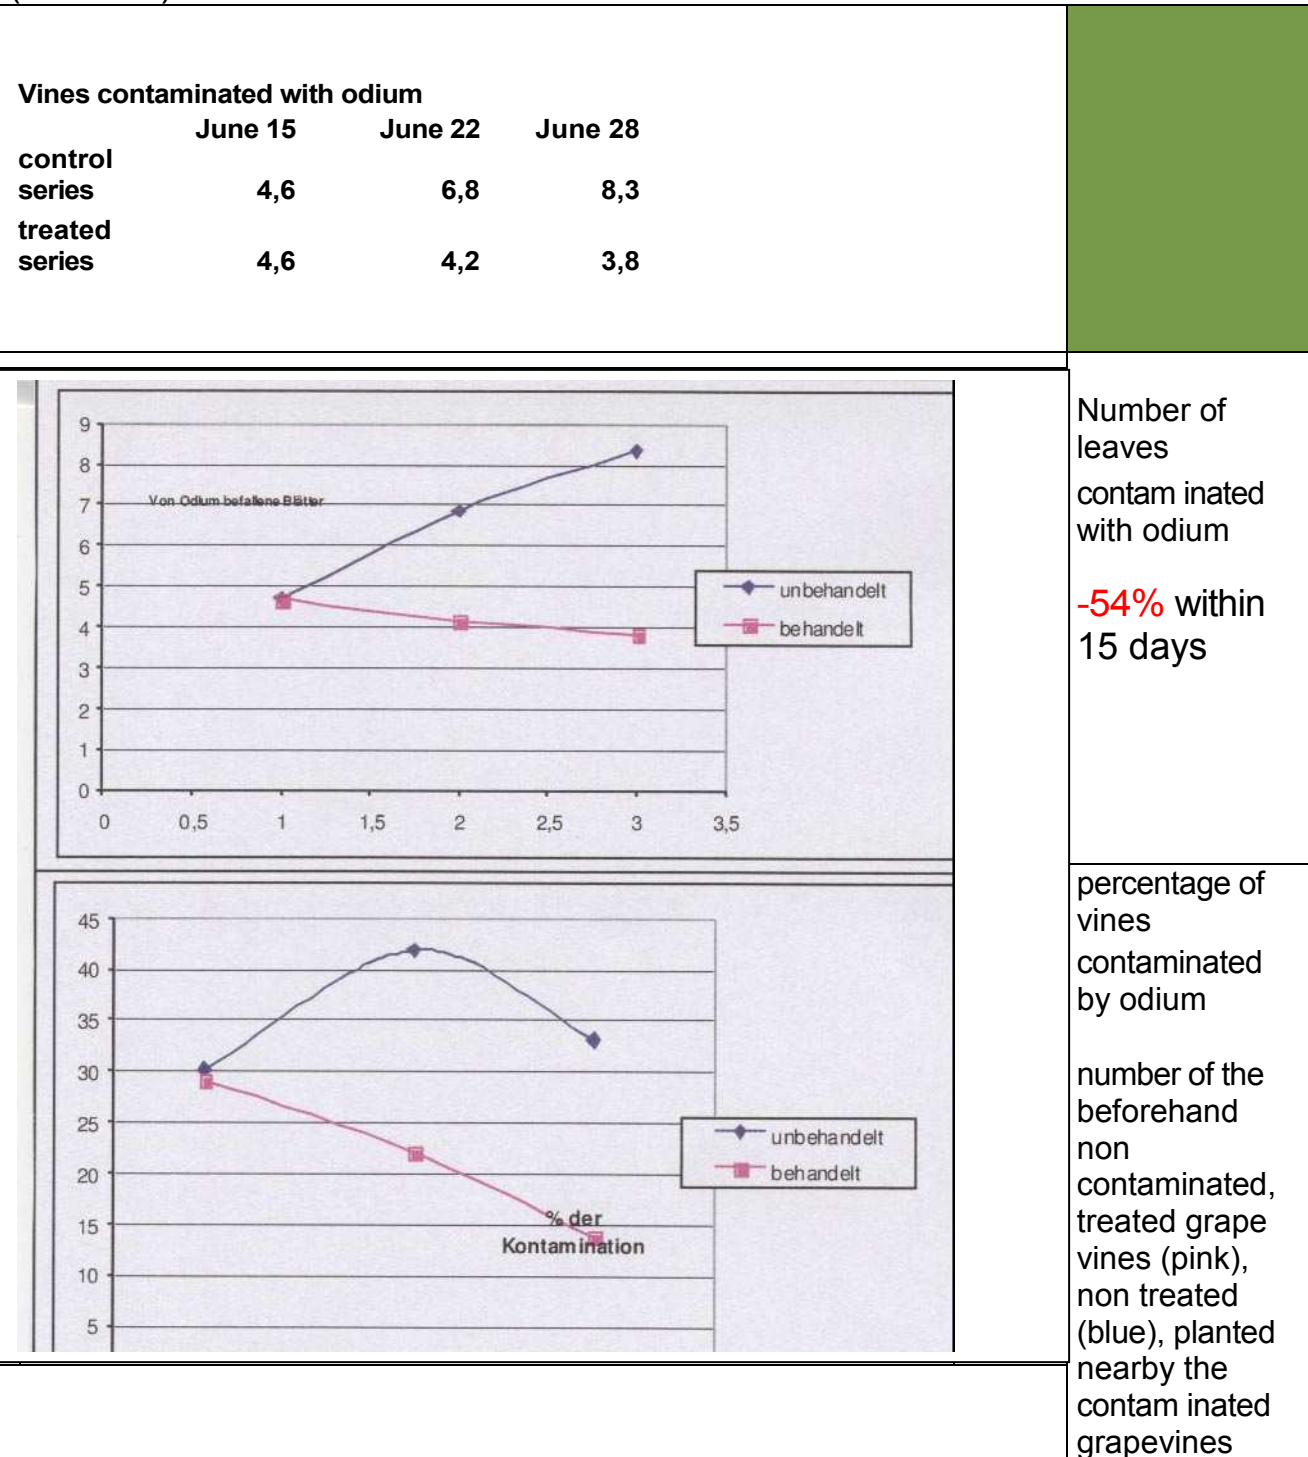 Vines contaminated with odium
June 15 June 22 June 28
control
series 4,6 6,8 8,3
treated
series 4,6 4,2 3,8
9
8
7
6
5
4
3
2
1
0
0 0,5 1 1,5 2 2,5 3 3,5
Von Odium befallene Blätter
unbehandelt
behandelt
Number of
leaves
contam inated
with odium
-54% within
15 days
45
40
35
30
25
20
15
10
5
unbehandelt
behandelt
% der
Kontamination
percentage of
vines
contaminated
by odium
number of the
beforehand
non
contaminated,
treated grape
vines (pink),
non treated
(blue), planted
nearby the
contam inated
grapevines